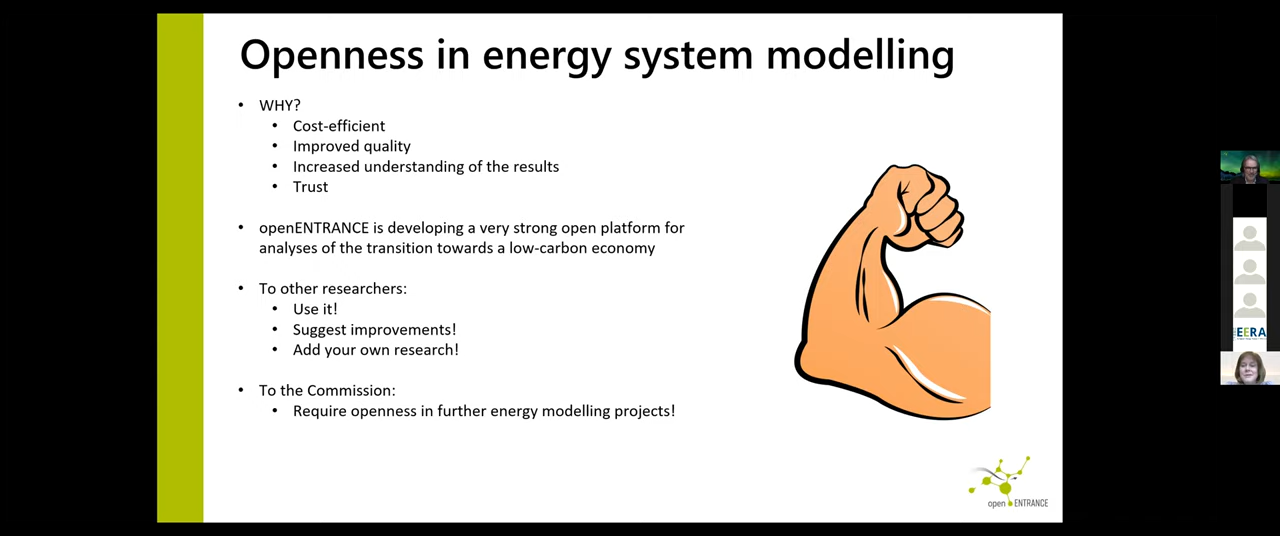 Openness in energy system modelling
• WHY?
• Cost-efficient
• Improved quality
• Increased understanding of the results
• Trust
• openENTRANCE is developing a very strong open platform for
analyses of the transition towards a low-carbon economy
• To other researchers:
• Use it!
• Suggest improvements!
• Add your own research!
• To the Commission:
• Require openness in further energy modelling projects!
open ENTRANCE
EERA